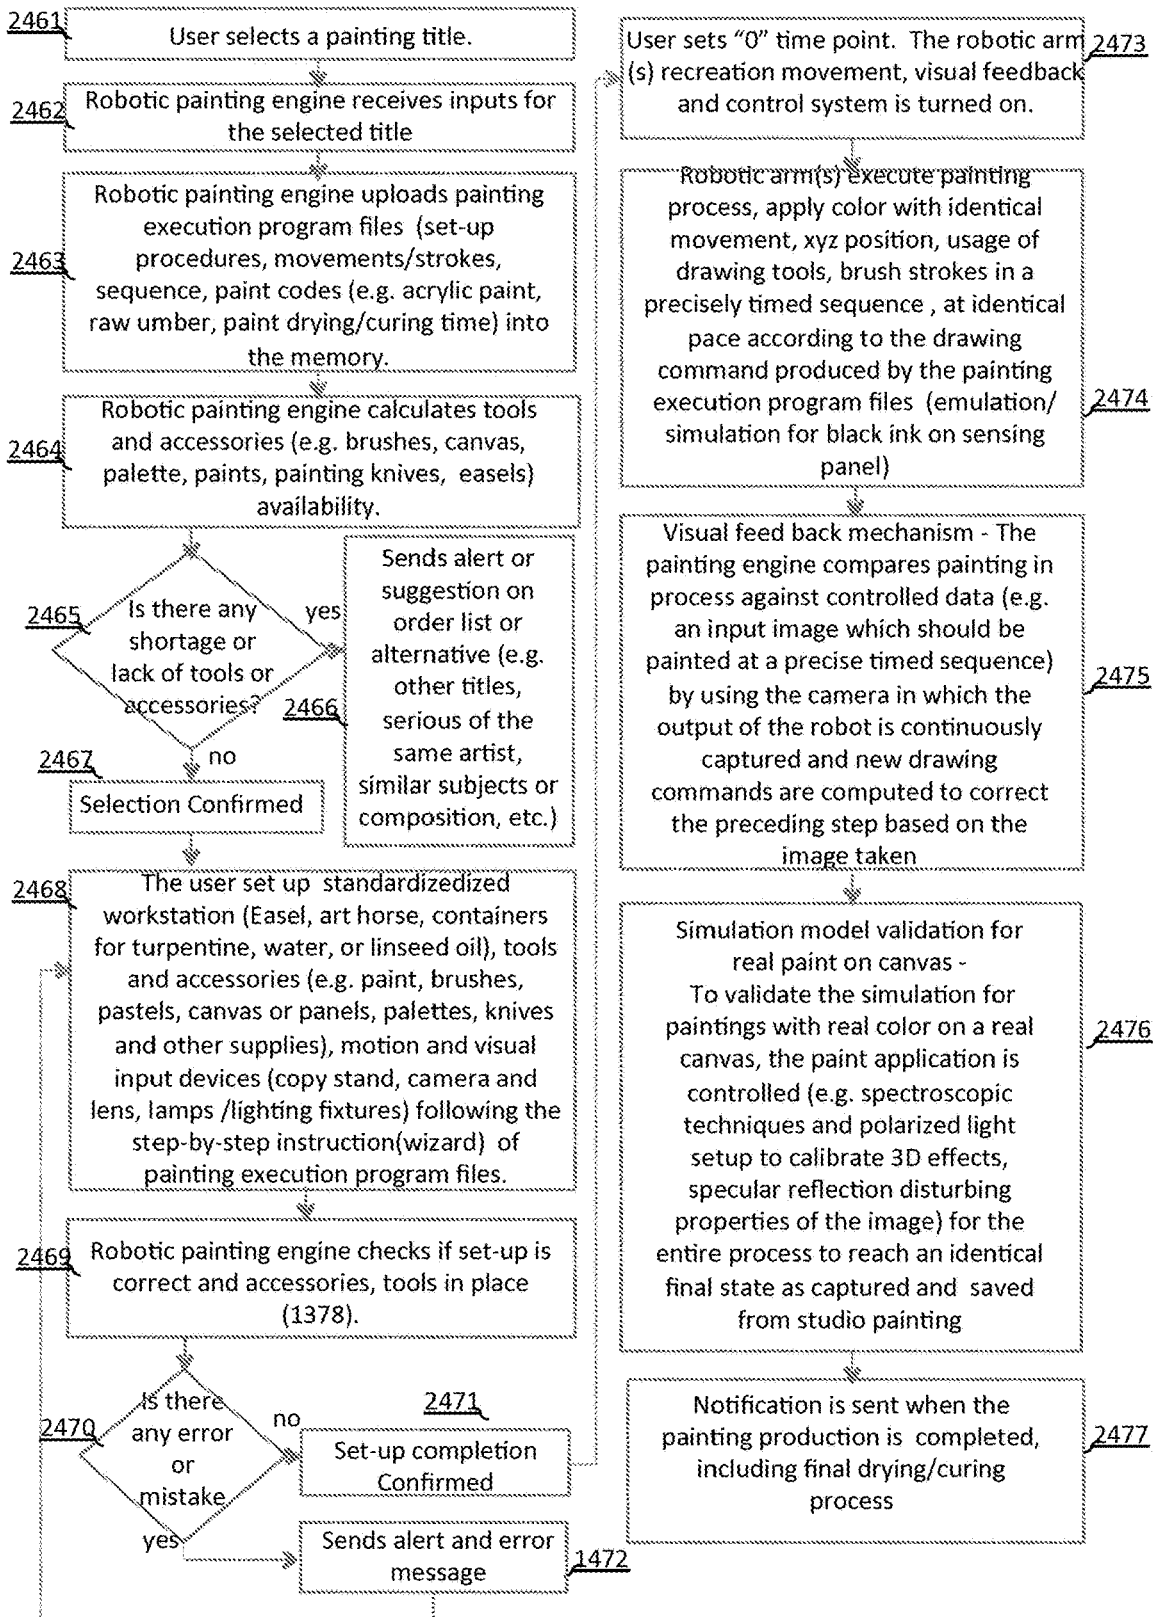 2461
User selects a painting title.
2462
Robotic painting engine receives inputs for
the selected title
2463
Robotic painting engine uploads painting
execution program files (set-up
procedures, movements/strokes,
sequence, paint codes (e.g. acrylic paint,
raw umber, paint drying/curing time) into
the memory.
2464
Robotic painting engine calculates tools
and accessories (e.g. brushes, canvas,
palette, paints, painting knives, easels)
availability.
2465
Is there any
shortage or
lack of tools or
accessories?
yes
no
2466
Sends alert or
suggestion on
order list or
alternative (e.g.
other titles,
serious of the
same artist,
similar subjects or
composition, etc.)
2467
Selection Confirmed
2468
The user set up standardizedized
workstation (Easel, art horse, containers
for turpentine, water, or linseed oil), tools
and accessories (e.g. paint, brushes,
pastels, canvas or panels, palettes, knives
and other supplies), motion and visual
input devices (copy stand, camera and
lens, lamps /lighting fixtures) following the
step-by-step instruction(wizard) of
painting execution program files.
2469
Robotic painting engine checks if set-up is
correct and accessories, tools in place
(1378).
2470
Is there
any error
or
mistake
no
yes
2471
Set-up completion
Confirmed
Sends alert and error
message
1472
User sets “0” time point. The robotic arm
(s) recreation movement, visual feedback
and control system is turned on.
2473
Robotic arm(s) execute painting
process, apply color with identical
movement, xyz position, usage of
drawing tools, brush strokes in a
precisely timed sequence , at identical
pace according to the drawing
command produced by the painting
execution program files (emulation/
simulation for black ink on sensing
panel)
2474
Visual feed back mechanism - The
painting engine compares painting in
process against controlled data (e.g.
an input image which should be
painted at a precise timed sequence)
by using the camera in which the
output of the robot is continuously
captured and new drawing
commands are computed to correct
the preceding step based on the
image taken
2475
Simulation model validation for
real paint on canvas -
To validate the simulation for
paintings with real color on a real
canvas, the paint application is
controlled (e.g. spectroscopic
techniques and polarized light
setup to calibrate 3D effects,
specular reflection disturbing
properties of the image) for the
entire process to reach an identical
final state as captured and saved
from studio painting
2476
Notification is sent when the
painting production is completed,
including final drying/curing
process
2477